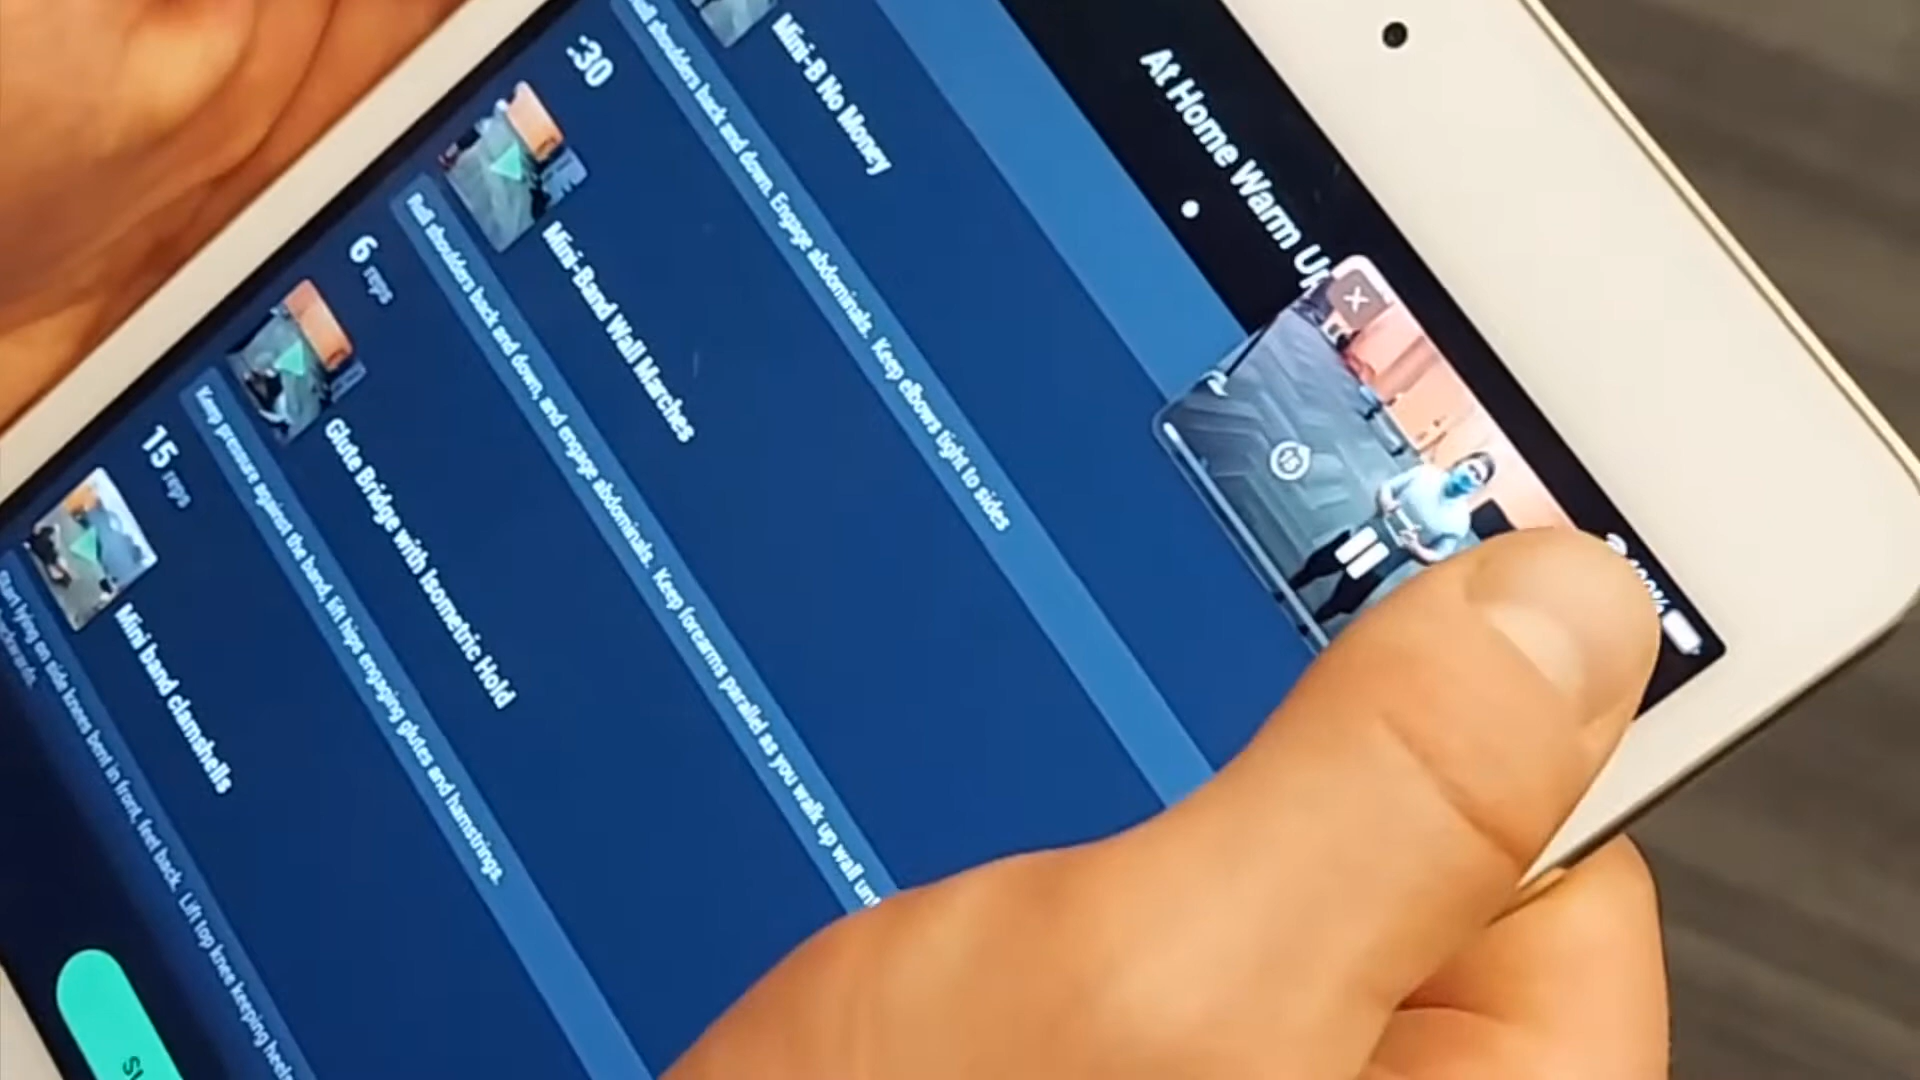 100%
At Home Warm Up
15
Mini-B No Money
shoulders back and down. Engage abdominals. Keep elbows tight to sides
:30
Mini-Band Wall Marches
Roll shoulders back and down, and engage abdominals. Keep forearms parallel as you walk up wall
6 reps
Glute Bridge with Isometric Hold
Keep pressure against the band, lift hips engaging glutes and hamstrings.
15 reps
Mini band clamshells
Start lying on side knees bent in front, feet back. Lift top knee keeping